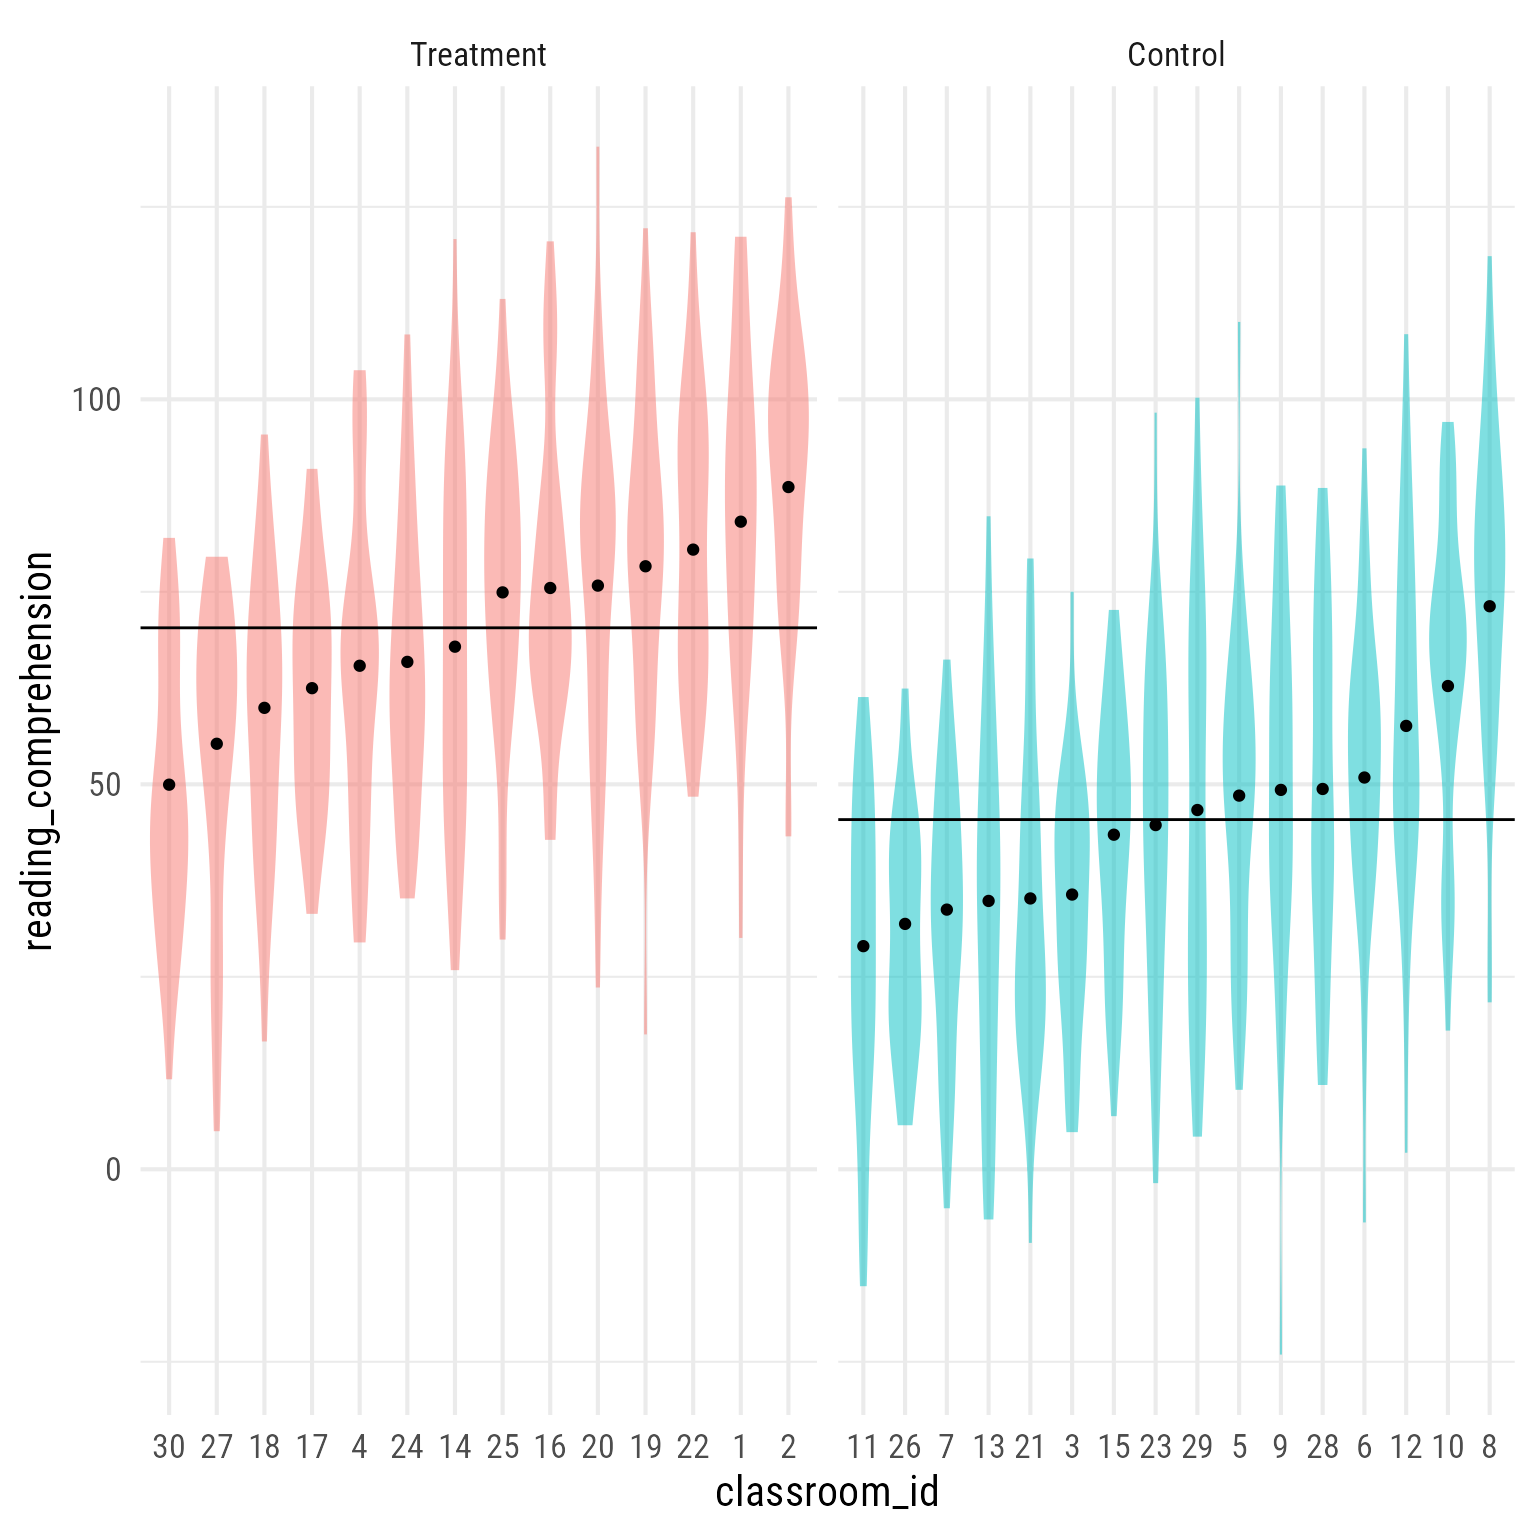 Treatment
Control
reading_comprehension
100
50
0
30 27 18 17 4 24 14 25 16 20 19 22 1 2
11 26 7 13 21 3 15 23 29 5 9 28 6 12 10 8
classroom_id